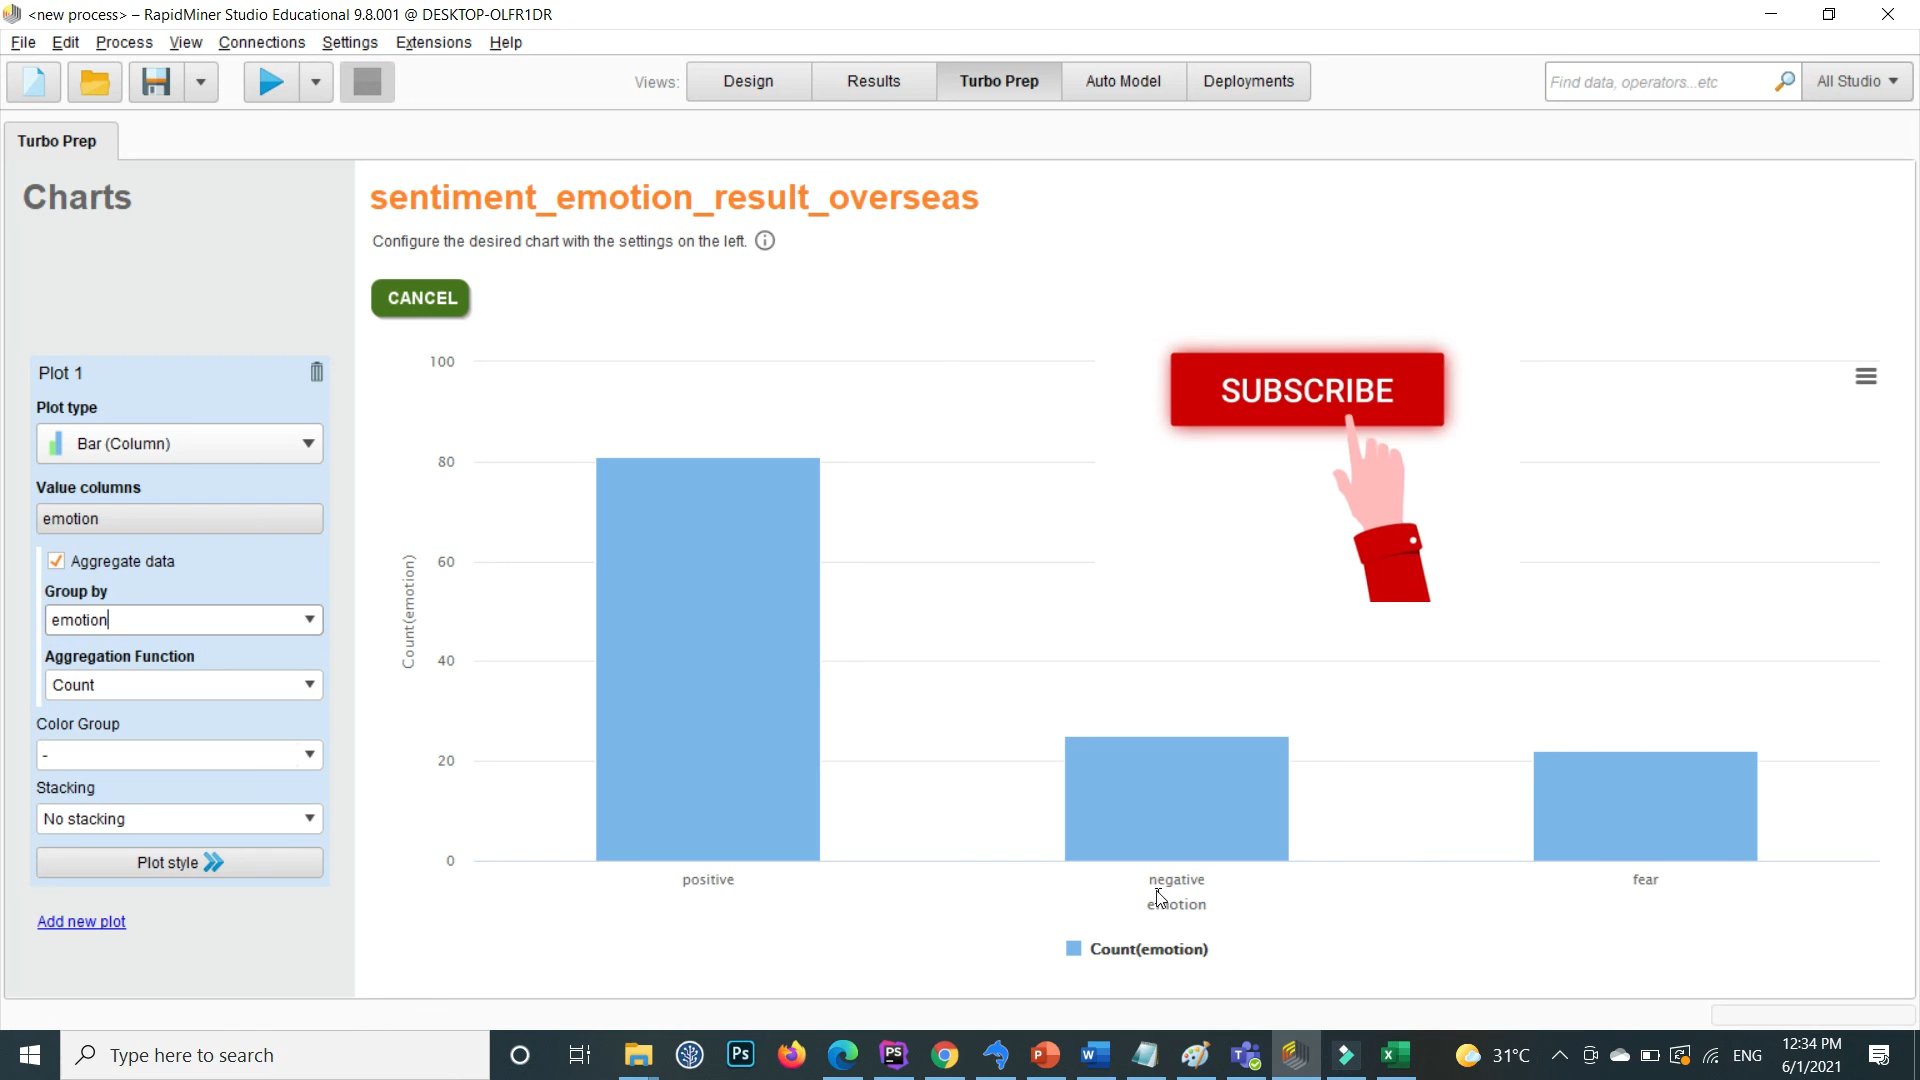 <new process> – RapidMiner Studio Educational 9.8.001 @ DESKTOP-OLFR1DR
File Edit Process View Connections Settings Extensions Help
Views: Design Results Turbo Prep Auto Model Deployments
Find data, operators...etc
All Studio
Turbo Prep
Charts
sentiment_emotion_result_overseas
Configure the desired chart with the settings on the left.
CANCEL
Plot 1
Plot type
Bar (Column)
Value columns
emotion
Aggregate data
Group by
emotion
Aggregation Function
Count
Color Group
-
Stacking
No stacking
Plot style
Add new plot
SUBSCRIBE
100
80
60
40
20
0
Count(emotion)
positive negative fear
emotion
Count(emotion)
Type here to search
31°C
ENG
12:34 PM
6/1/2021